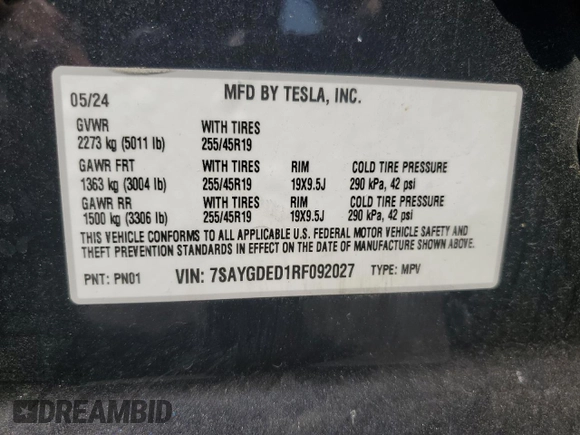 MFD BY TESLA, INC.
05/24
GVWR WITH TIRES
2273 kg (5011 lb) 255/45R19
GAWR FRT WITH TIRES RIM COLD TIRE PRESSURE
1363 kg (3004 lb) 255/45R19 19X9.5J 290 kPa, 42 psi
GAWR RR WITH TIRES RIM COLD TIRE PRESSURE
1500 kg (3306 lb) 255/45R19 19X9.5J 290 kPa, 42 psi
THIS VEHICLE CONFORMS TO ALL APPLICABLE U.S. FEDERAL MOTOR VEHICLE SAFETY AND
THEFT PREVENTION STANDARDS IN EFFECT ON THE DATE OF MANUFACTURE SHOWN ABOVE.
PNT: PN01 VIN: 7SAYGDED1RF092027 TYPE: MPV
DREAMBID